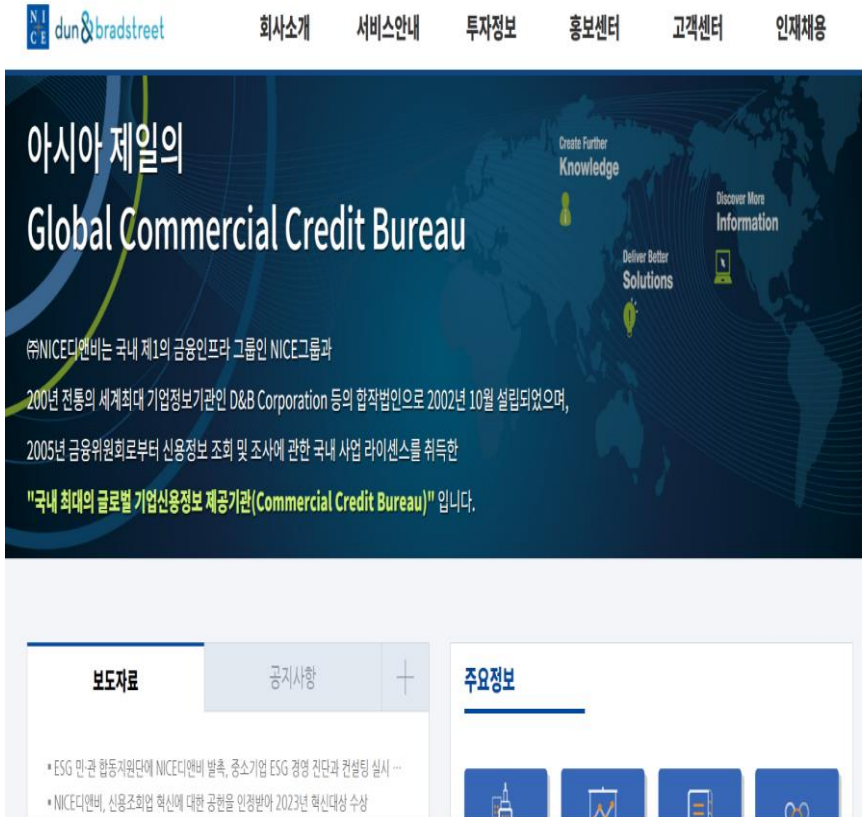 NICE dun&bradstreet
회사소개 서비스안내 투자정보 홍보센터 고객센터 인재채용
아시아 제일의
Global Commercial Credit Bureau
Create Further
Knowledge
Discover More
Information
Deliver Better
Solutions
㈜NICE디앤비는 국내 제1의 금융인프라 그룹인 NICE그룹과
200년 전통의 세계최대 기업정보기관인 D&B Corporation 등의 합작법인으로 2002년 10월 설립되었으며,
2005년 금융위원회로부터 신용정보 조회 및 조사에 관한 국내 사업 라이센스를 취득한
"국내 최대의 글로벌 기업신용정보 제공기관(Commercial Credit Bureau)" 입니다.
보도자료 공지사항 +
주요정보
▪ ESG 민·관 합동지원단에 NICE디앤비 발촉, 중소기업 ESG 경영 진단과 컨설팅 실시 …
▪ NICE디앤비, 신용조회업 혁신에 대한 공헌을 인정받아 2023년 혁신대상 수상